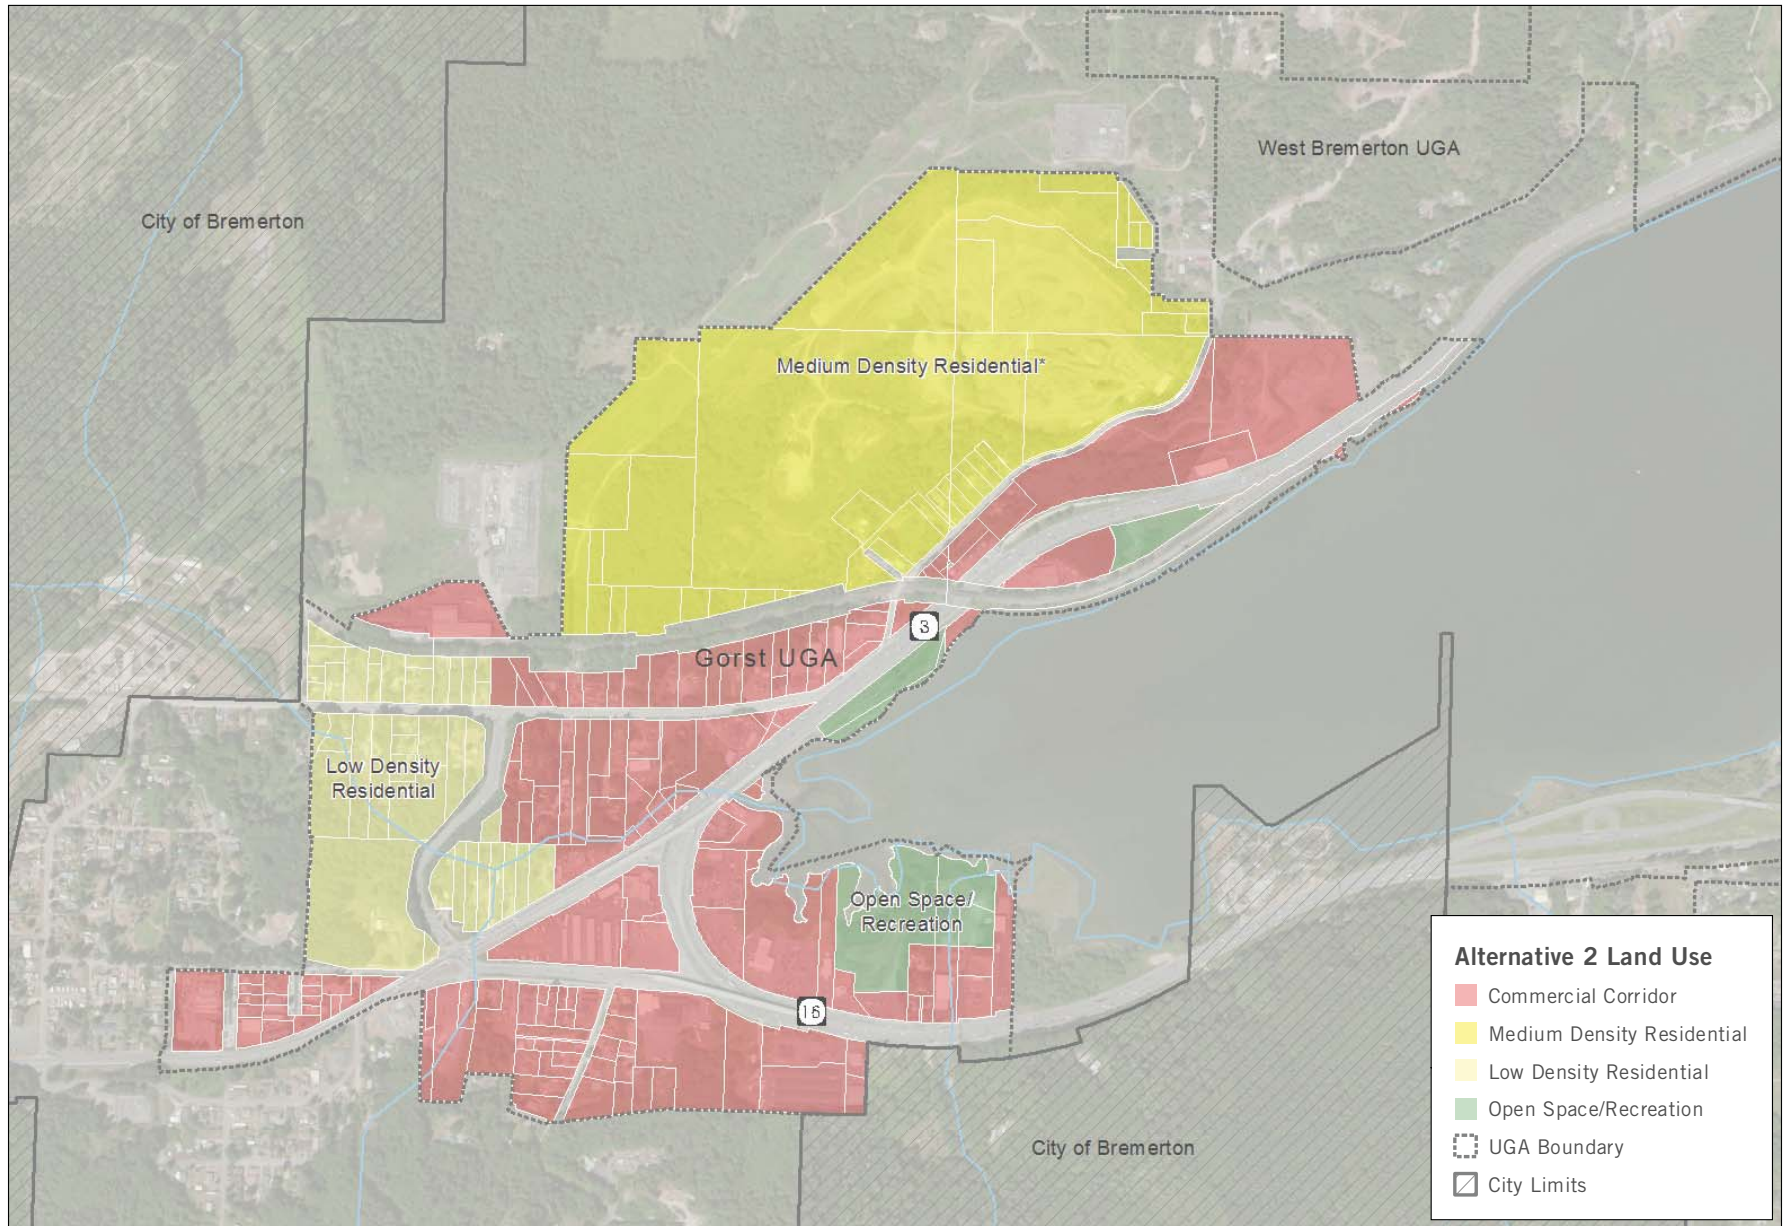 West Bremerton UGA
City of Bremerton
Medium Density Residential*
3
Gorst UGA
Low Density
Residential
Open Space/
Recreation
16
City of Bremerton
Alternative 2 Land Use
Commercial Corridor
Medium Density Residential
Low Density Residential
Open Space/Recreation
UGA Boundary
City Limits